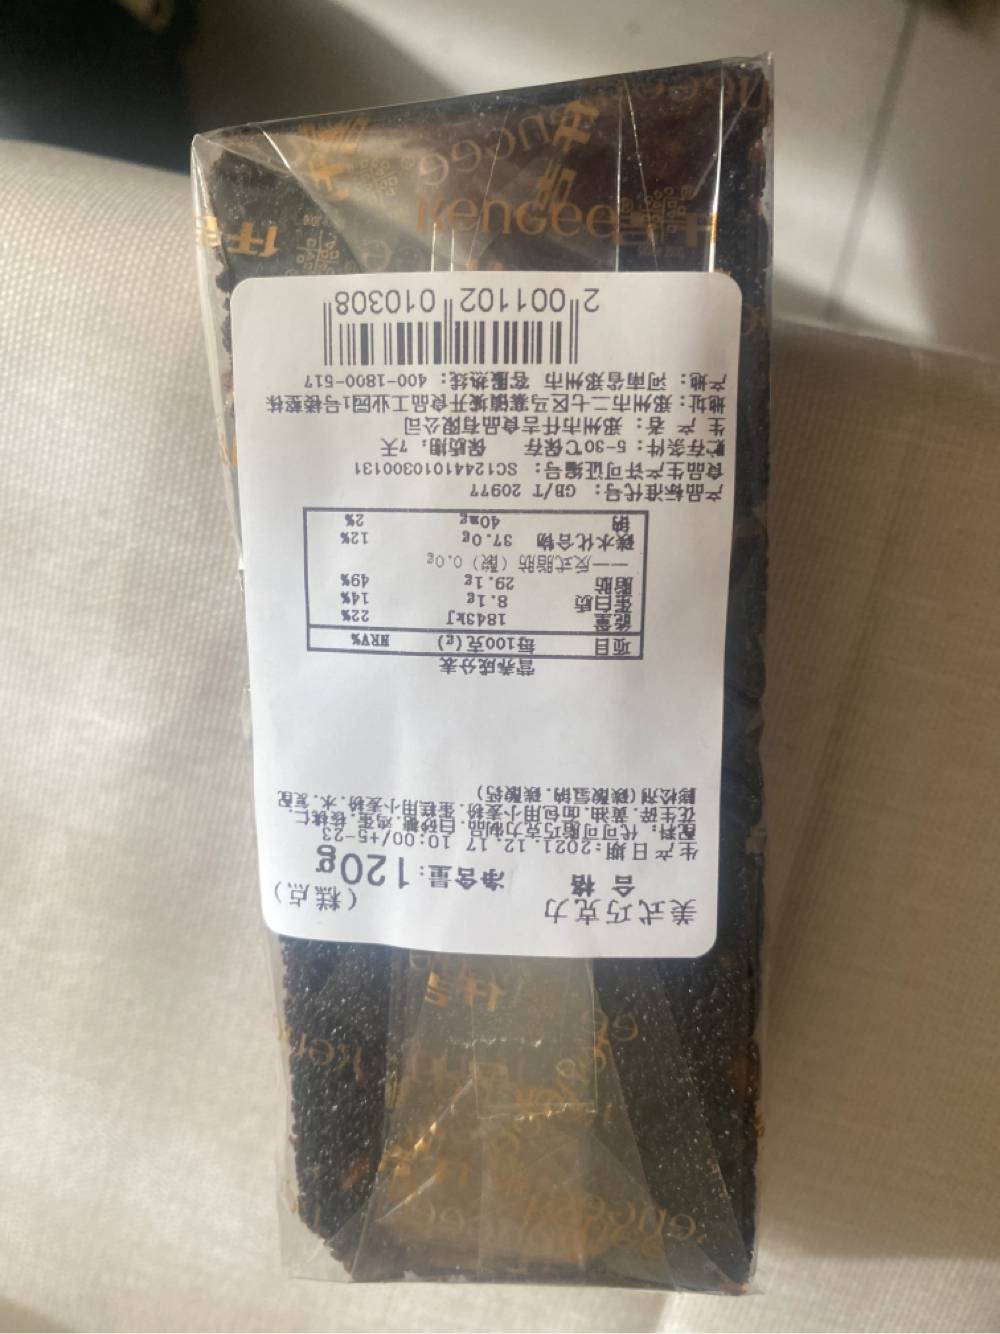 美式巧克力 (糕点)
合格 净含量:120g
生产日期:2021.12.17 10:00/+5-23
配料:代可可脂巧克力制品.白砂糖.鸡蛋.核桃仁.
花生碎.黄油.面包用小麦粉.蛋糕用小麦粉.水.复配
膨松剂(碳酸氢钠.碳酸钙)
营养成分表
项目 每100克(g) NRV%
能量 1843kJ 22%
蛋白质 8.1g 14%
脂肪 29.1g 49%
——反式脂肪(酸) 0.0g
碳水化合物 37.0g 12%
钠 40mg 2%
产品标准代号: GB/T 20977
食品生产许可证编号: SC12441010300131
贮存条件:5-30℃保存 保质期:7天
生产者:郑州市仟吉食品有限公司
地址:郑州市二七区马寨镇城开食品工业园1号楼整栋
产地:河南省郑州市 客服热线:400-1800-517
2 001102 010308
Kengee
仟吉